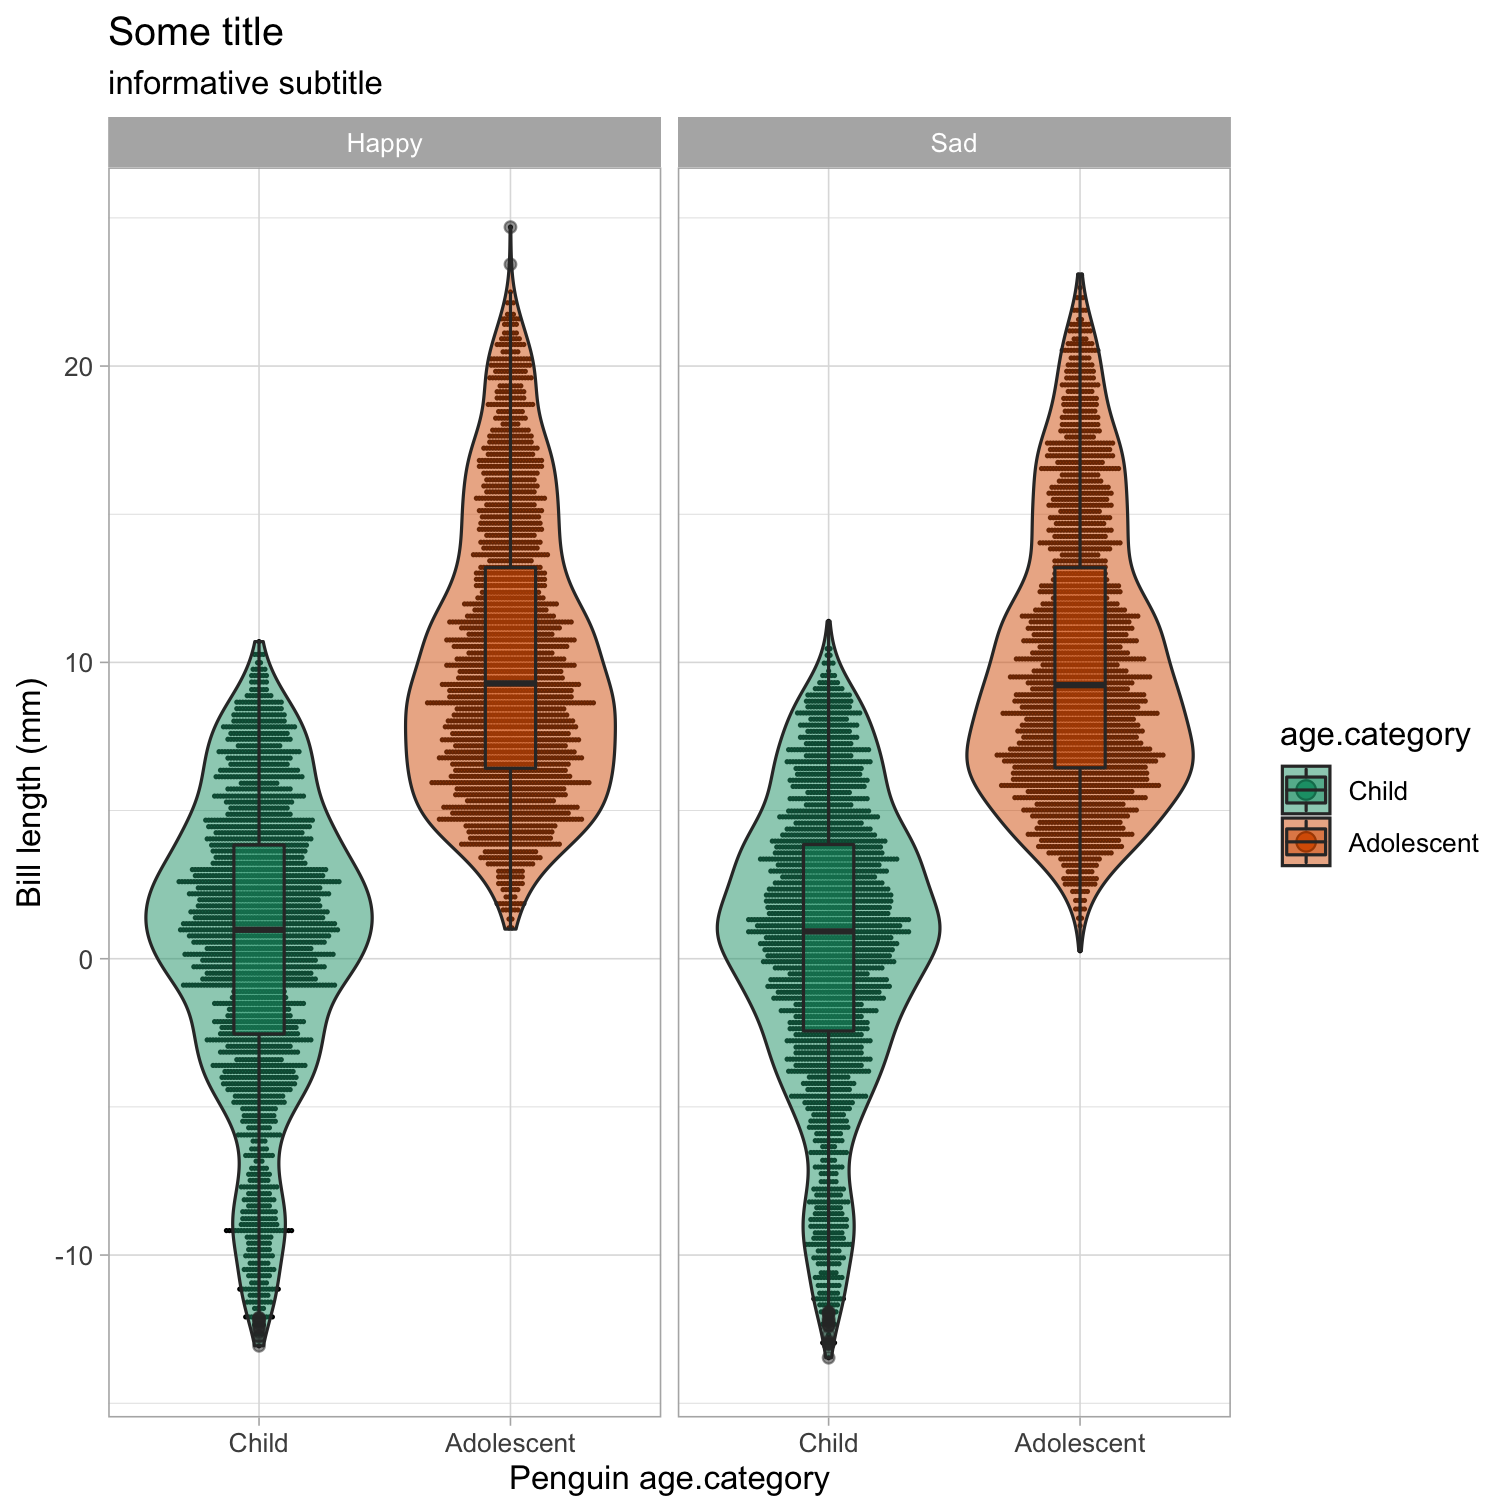 Some title
informative subtitle
Happy
Sad
20
10
0
-10
Bill length (mm)
Child
Adolescent
Child
Adolescent
Penguin age.category
age.category
Child
Adolescent